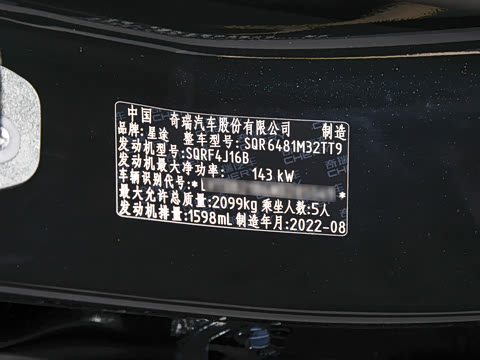 中国 奇瑞汽车股份有限公司 制造
品牌:星途 整车型号:SQR6481M32TT9
发动机型号:SQRF4J16B
发动机最大净功率: 143 kW
车辆识别代号:*L *
最大允许总质量:2099kg 乘坐人数:5人
发动机排量:1598mL 制造年月:2022-08